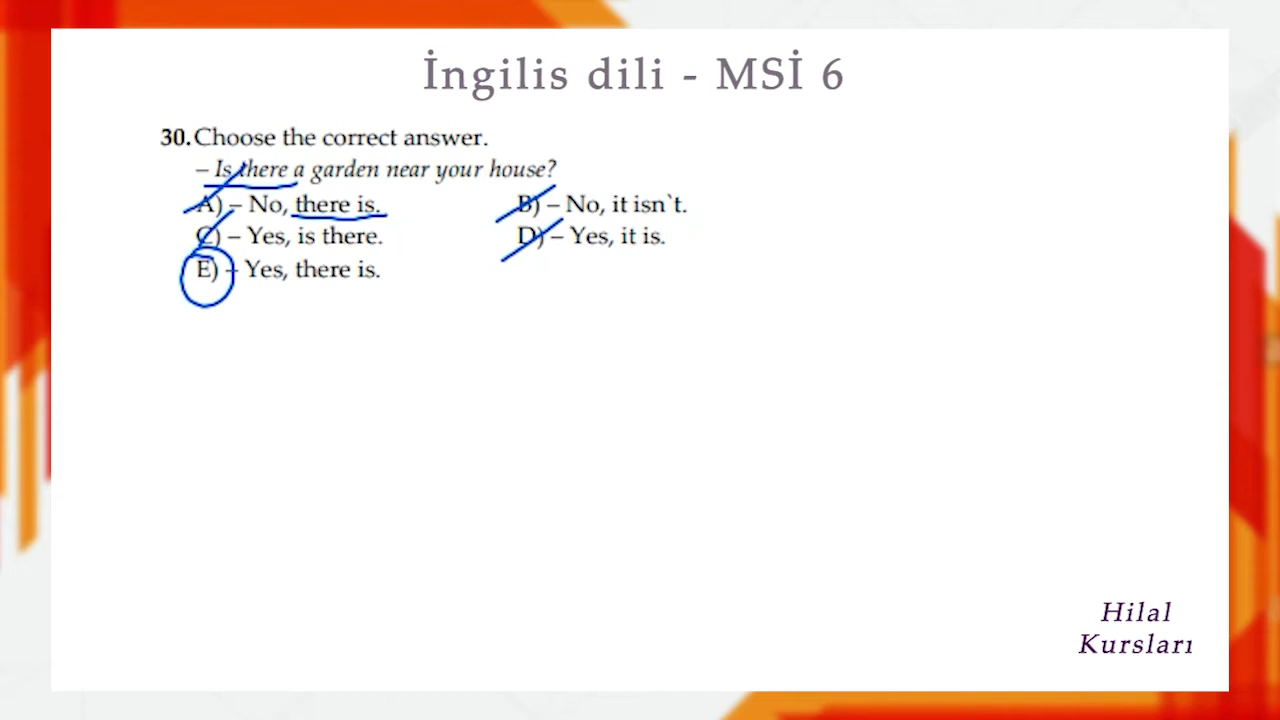 İngilis dili - MSİ 6
30. Choose the correct answer.
– Is there a garden near your house?
A) – No, there is. B) – No, it isn`t.
C) – Yes, is there. D) – Yes, it is.
E) – Yes, there is.
Hilal
Kursları